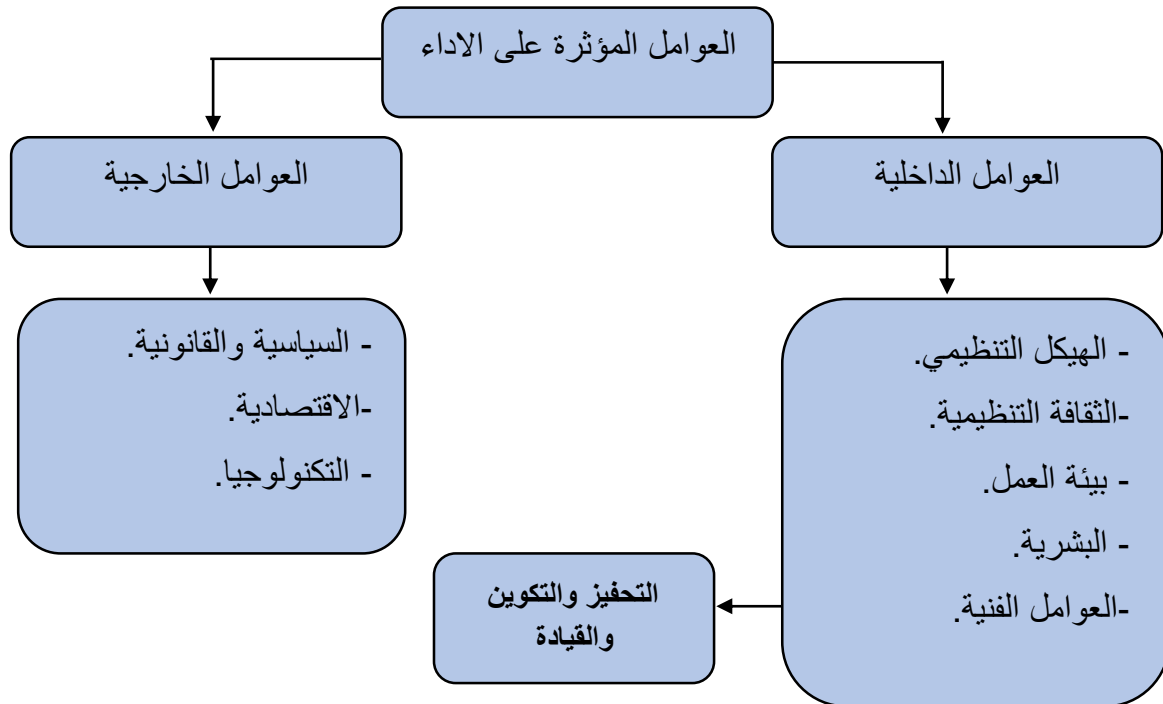 العوامل المؤثرة على الاداء
العوامل الداخلية
العوامل الخارجية
- الهيكل التنظيمي.
-الثقافة التنظيمية.
- بيئة العمل.
- البشرية.
-العوامل الفنية.
- السياسية والقانونية.
-الاقتصادية.
- التكنولوجيا.
التحفيز والتكوين
والقيادة